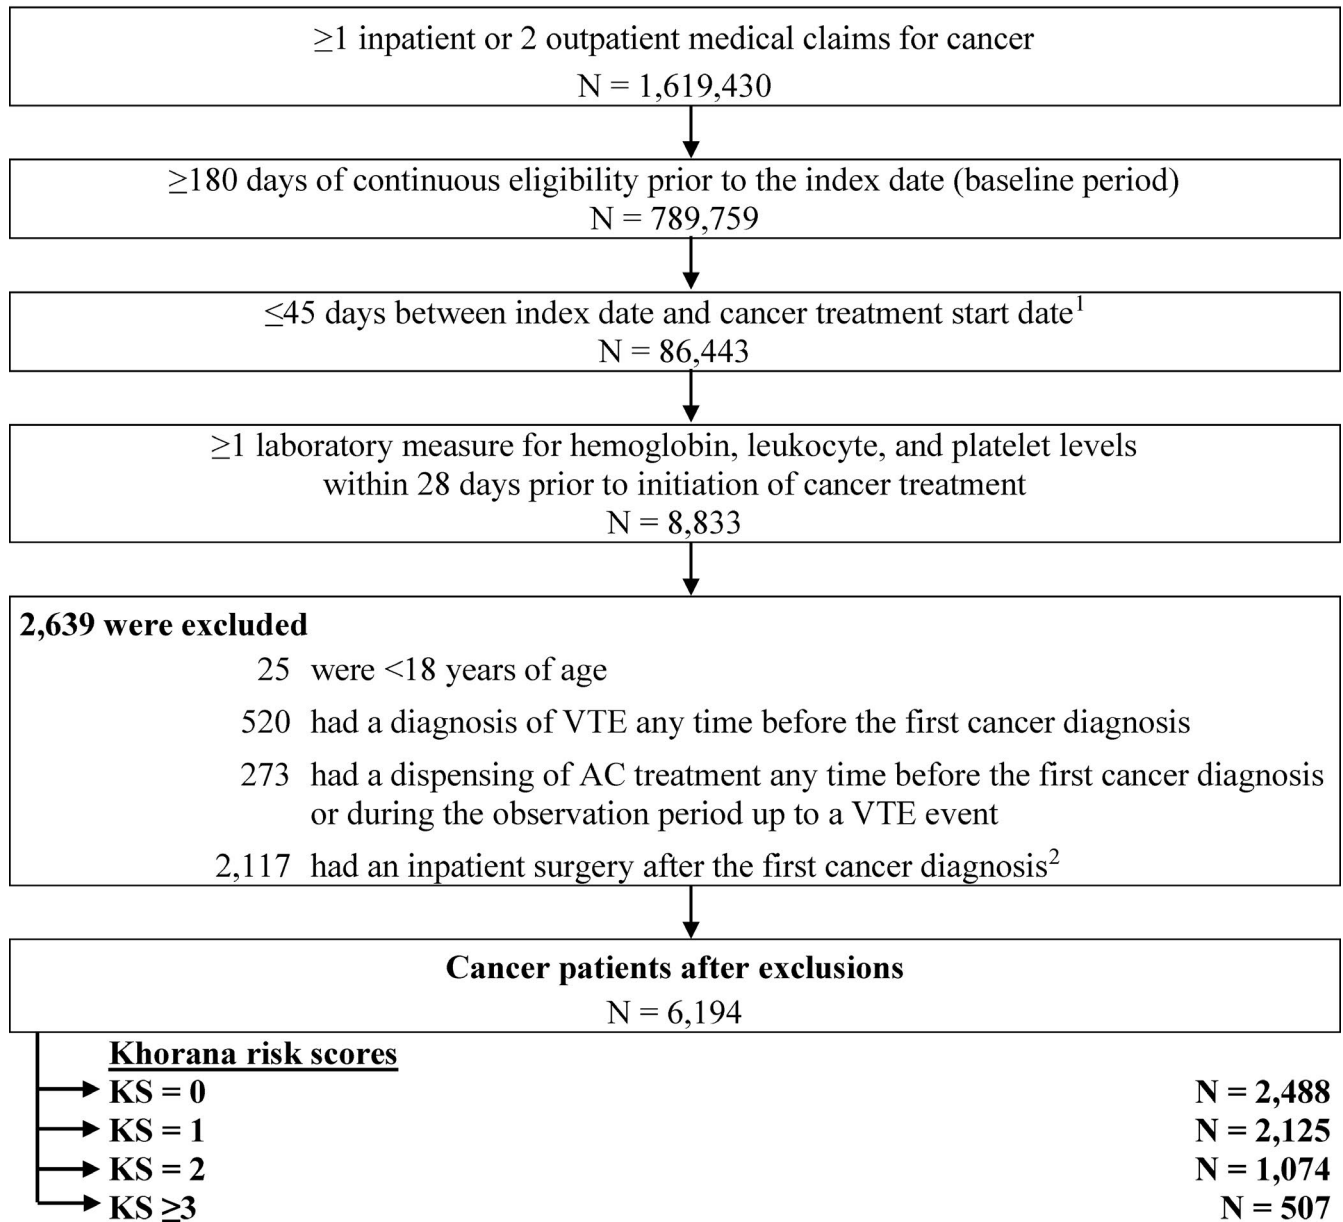 ≥1 inpatient or 2 outpatient medical claims for cancer
N = 1,619,430
≥180 days of continuous eligibility prior to the index date (baseline period)
N = 789,759
≤45 days between index date and cancer treatment start date¹
N = 86,443
≥1 laboratory measure for hemoglobin, leukocyte, and platelet levels
within 28 days prior to initiation of cancer treatment
N = 8,833
2,639 were excluded
25 were <18 years of age
520 had a diagnosis of VTE any time before the first cancer diagnosis
273 had a dispensing of AC treatment any time before the first cancer diagnosis
or during the observation period up to a VTE event
2,117 had an inpatient surgery after the first cancer diagnosis²
Cancer patients after exclusions
N = 6,194
Khorana risk scores
KS = 0 N = 2,488
KS = 1 N = 2,125
KS = 2 N = 1,074
KS ≥3 N = 507